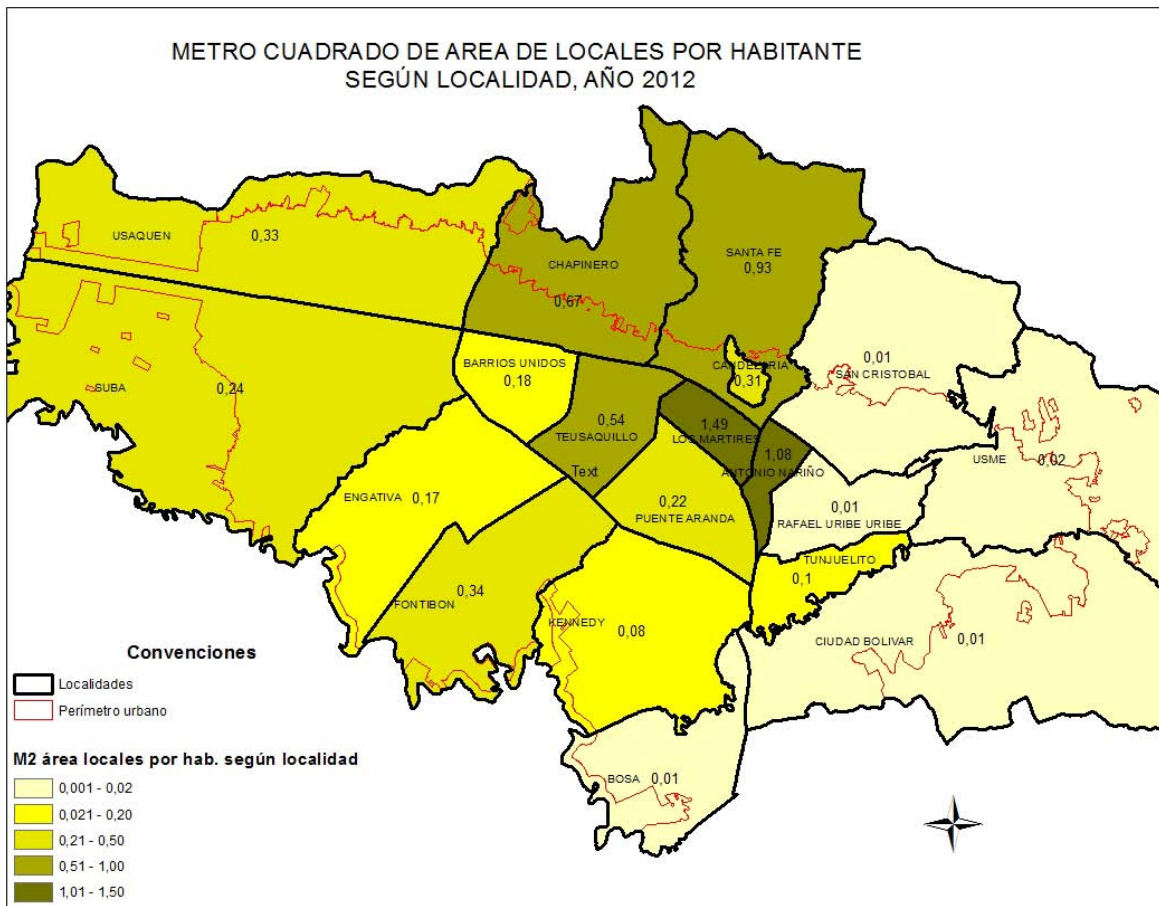 METRO CUADRADO DE AREA DE LOCALES POR HABITANTE
SEGÚN LOCALIDAD, AÑO 2012
USAQUEN
0,33
CHAPINERO
0,67
SANTA FE
0,93
CANDELARIA
0,31
0,01
SAN CRISTOBAL
SUBA
0,24
BARRIOS UNIDOS
0,18
0,54
TEUSAQUILLO
Text
1,49
LOS MARTIRES
1,08
ANTONIO NARIÑO
USME
0,02
ENGATIVA
0,17
0,22
PUENTE ARANDA
0,01
RAFAEL URIBE URIBE
TUNJUELITO
0,1
FONTIBON
0,34
KENNEDY
0,08
CIUDAD BOLIVAR
0,01
BOSA
0,01
Convenciones
Localidades
Perímetro urbano
M2 área locales por hab. según localidad
0,001 - 0,02
0,021 - 0,20
0,21 - 0,50
0,51 - 1,00
1,01 - 1,50